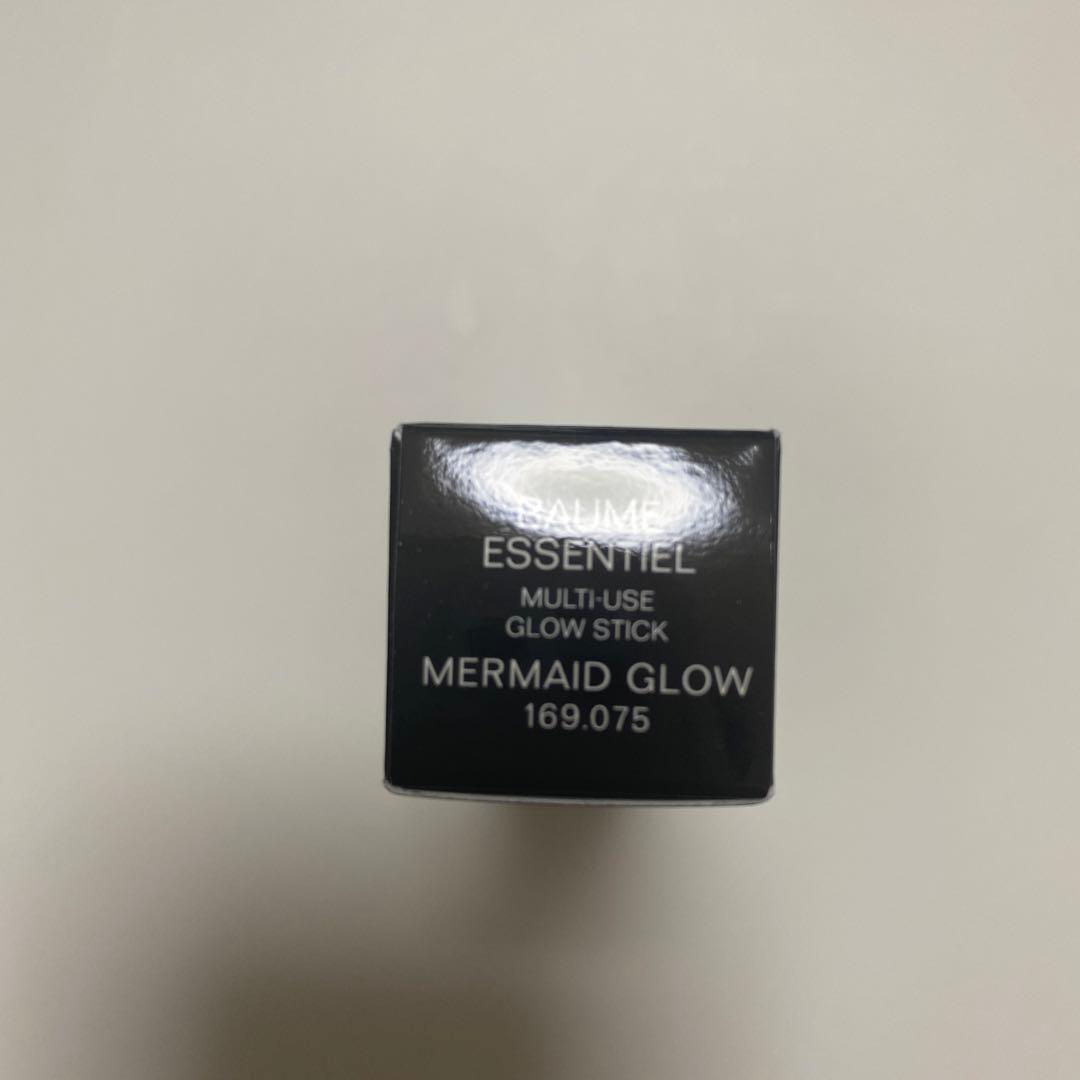 BAUME
ESSENTIEL
MULTI-USE
GLOW STICK
MERMAID GLOW
169.075